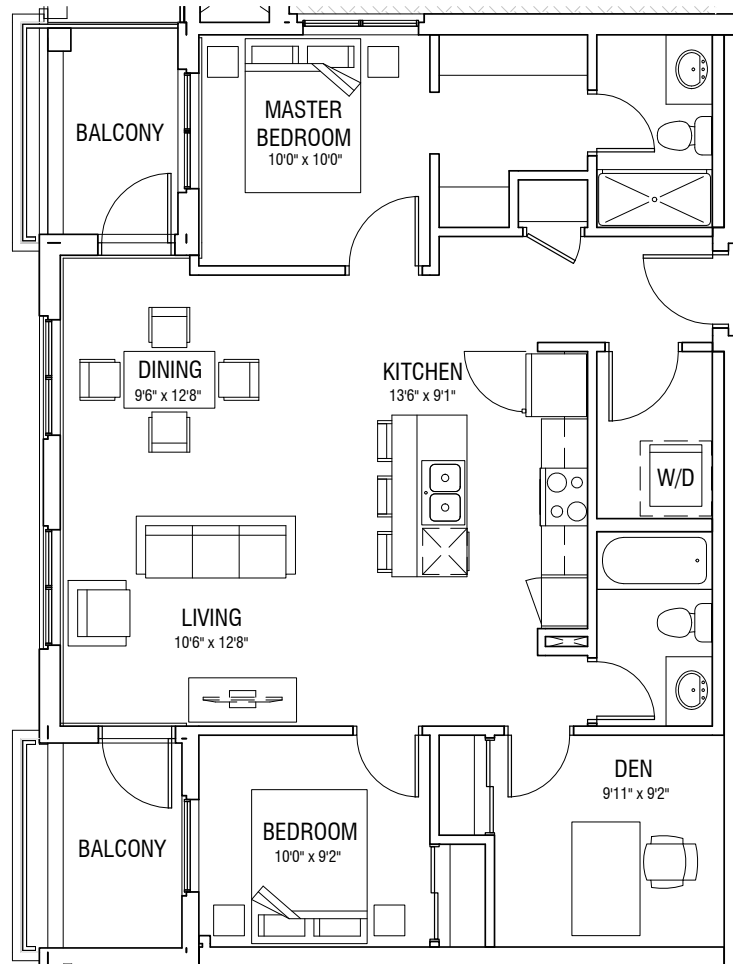 BALCONY
MASTER
BEDROOM
10'0" x 10'0"
DINING
9'6" x 12'8"
KITCHEN
13'6" x 9'1"
W/D
LIVING
10'6" x 12'8"
DEN
9'11" x 9'2"
BEDROOM
10'0" x 9'2"
BALCONY